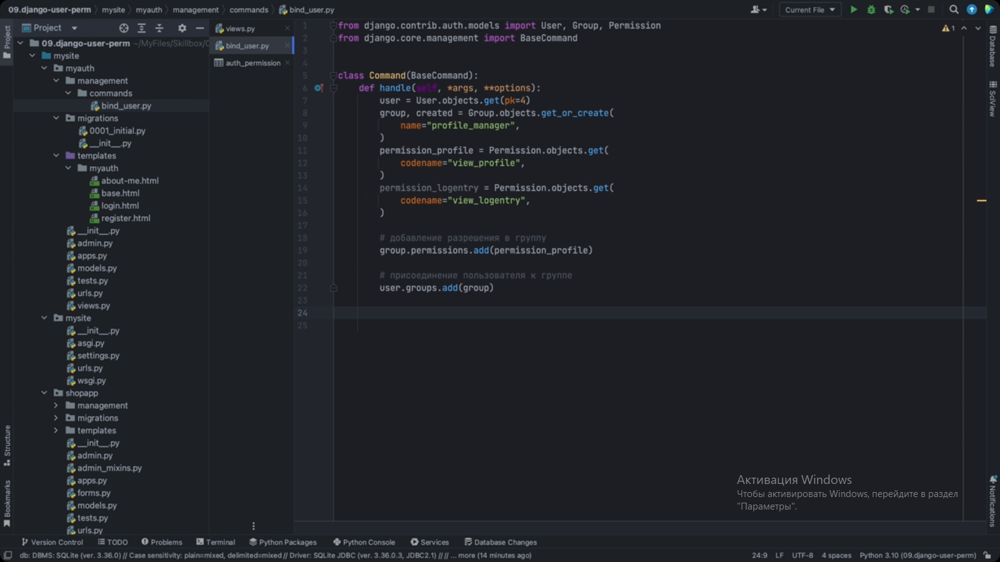 09.django-user-perm mysite myauth management commands bind_user.py Current File
Project
09.django-user-perm ~/MyFiles/Skillbox/
mysite
myauth
management
commands
bind_user.py
migrations
0001_initial.py
__init__.py
templates
myauth
about-me.html
base.html
login.html
register.html
__init__.py
admin.py
apps.py
models.py
tests.py
urls.py
views.py
mysite
__init__.py
asgi.py
settings.py
urls.py
wsgi.py
shopapp
management
migrations
templates
__init__.py
admin.py
admin_mixins.py
apps.py
forms.py
models.py
tests.py
urls.py
views.py
bind_user.py
auth_permission
1 from django.contrib.auth.models import User, Group, Permission
2 from django.core.management import BaseCommand
3
4
5 class Command(BaseCommand):
6 def handle(self, *args, **options):
7 user = User.objects.get(pk=4)
8 group, created = Group.objects.get_or_create(
9 name="profile_manager",
10 )
11 permission_profile = Permission.objects.get(
12 codename="view_profile",
13 )
14 permission_logentry = Permission.objects.get(
15 codename="view_logentry",
16 )
17
18 # добавление разрешения в группу
19 group.permissions.add(permission_profile)
20
21 # присоединение пользователя к группе
22 user.groups.add(group)
23
24
25
1
Project
Structure
Bookmarks
Database
SciView
Notifications
Активация Windows
Чтобы активировать Windows, перейдите в раздел
"Параметры".
Version Control TODO Problems Terminal Python Packages Python Console Services Database Changes
db: DBMS: SQLite (ver. 3.36.0) // Case sensitivity: plain=mixed, delimited=mixed // Driver: SQLite JDBC (ver. 3.36.0.3, JDBC2.1) // // ... more (14 minutes ago) 24:9 LF UTF-8 4 spaces Python 3.10 (09.django-user-perm)